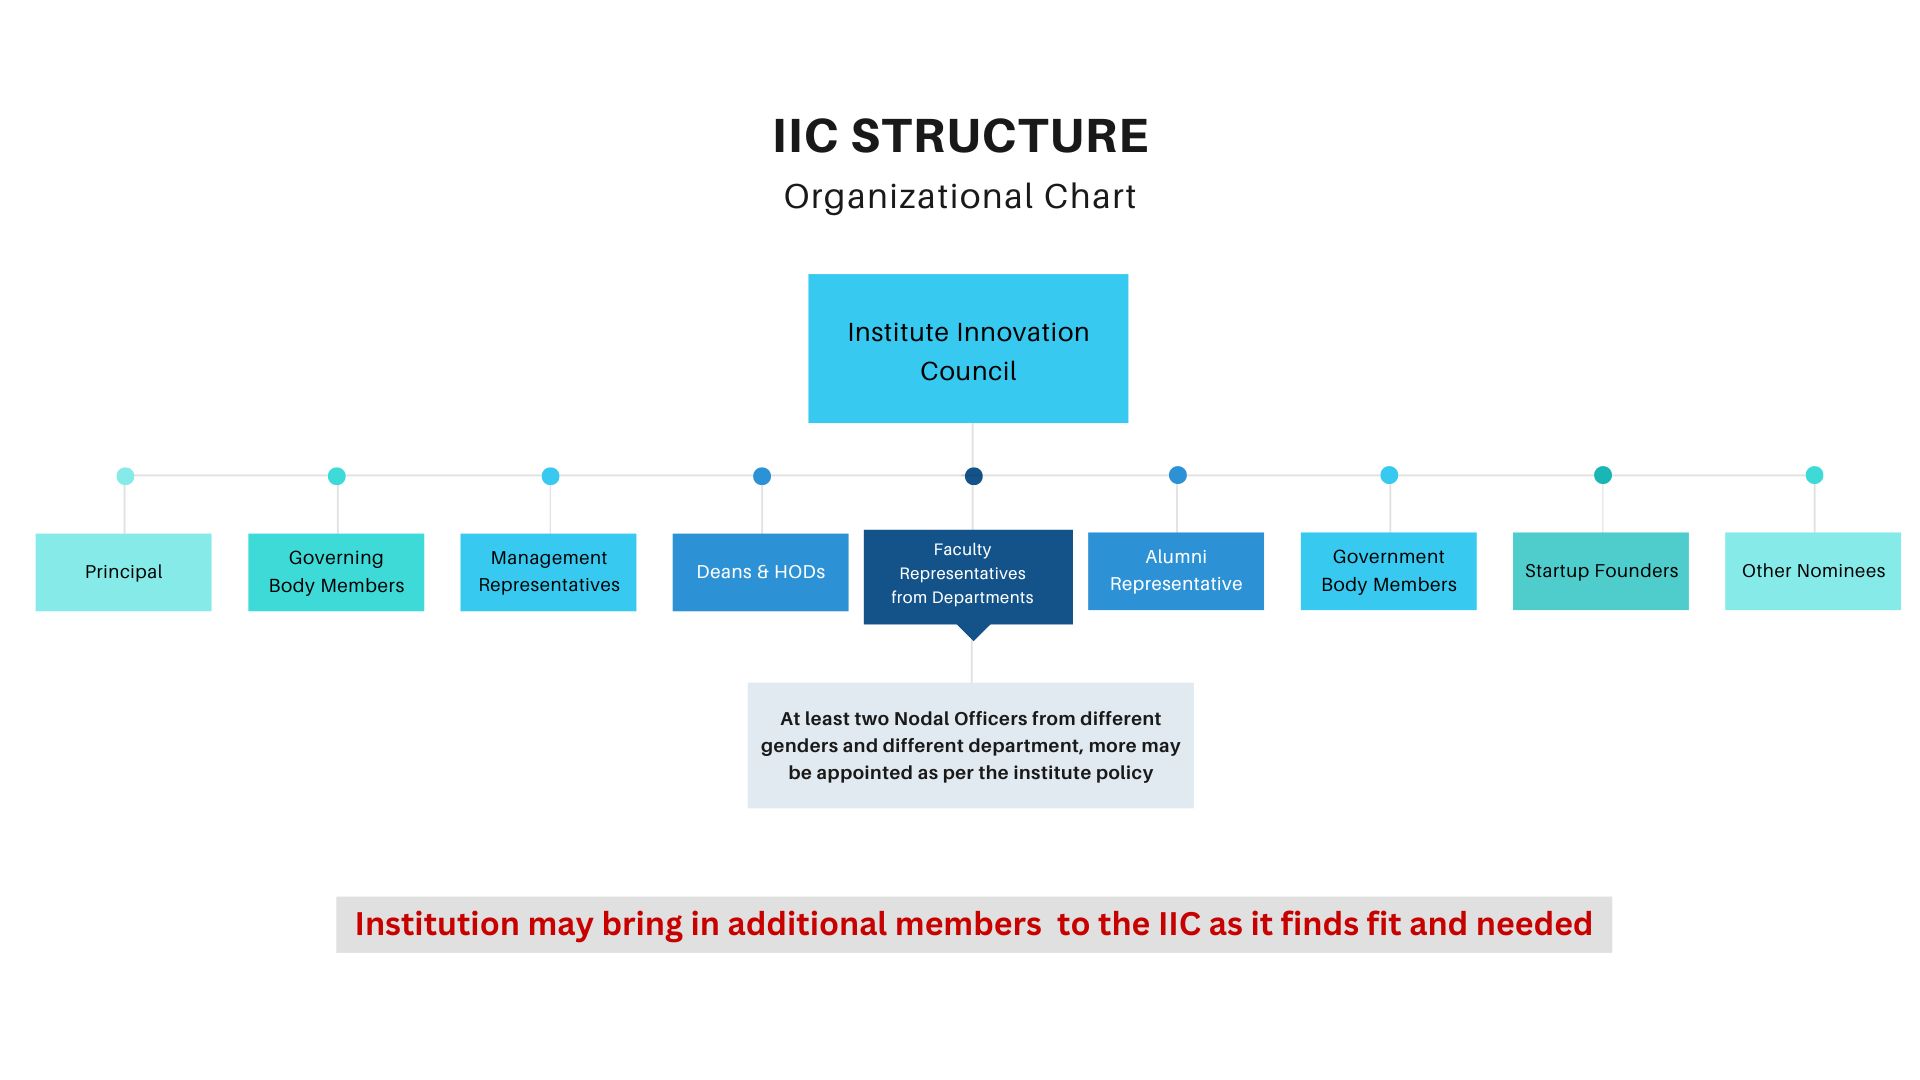 IIC STRUCTURE
Organizational Chart
Institute Innovation
Council
Principal
Governing
Body Members
Management
Representatives
Deans & HODs
Faculty
Representatives
from Departments
Alumni
Representative
Government
Body Members
Startup Founders
Other Nominees
At least two Nodal Officers from different
genders and different department, more may
be appointed as per the institute policy
Institution may bring in additional members  to the IIC as it finds fit and needed